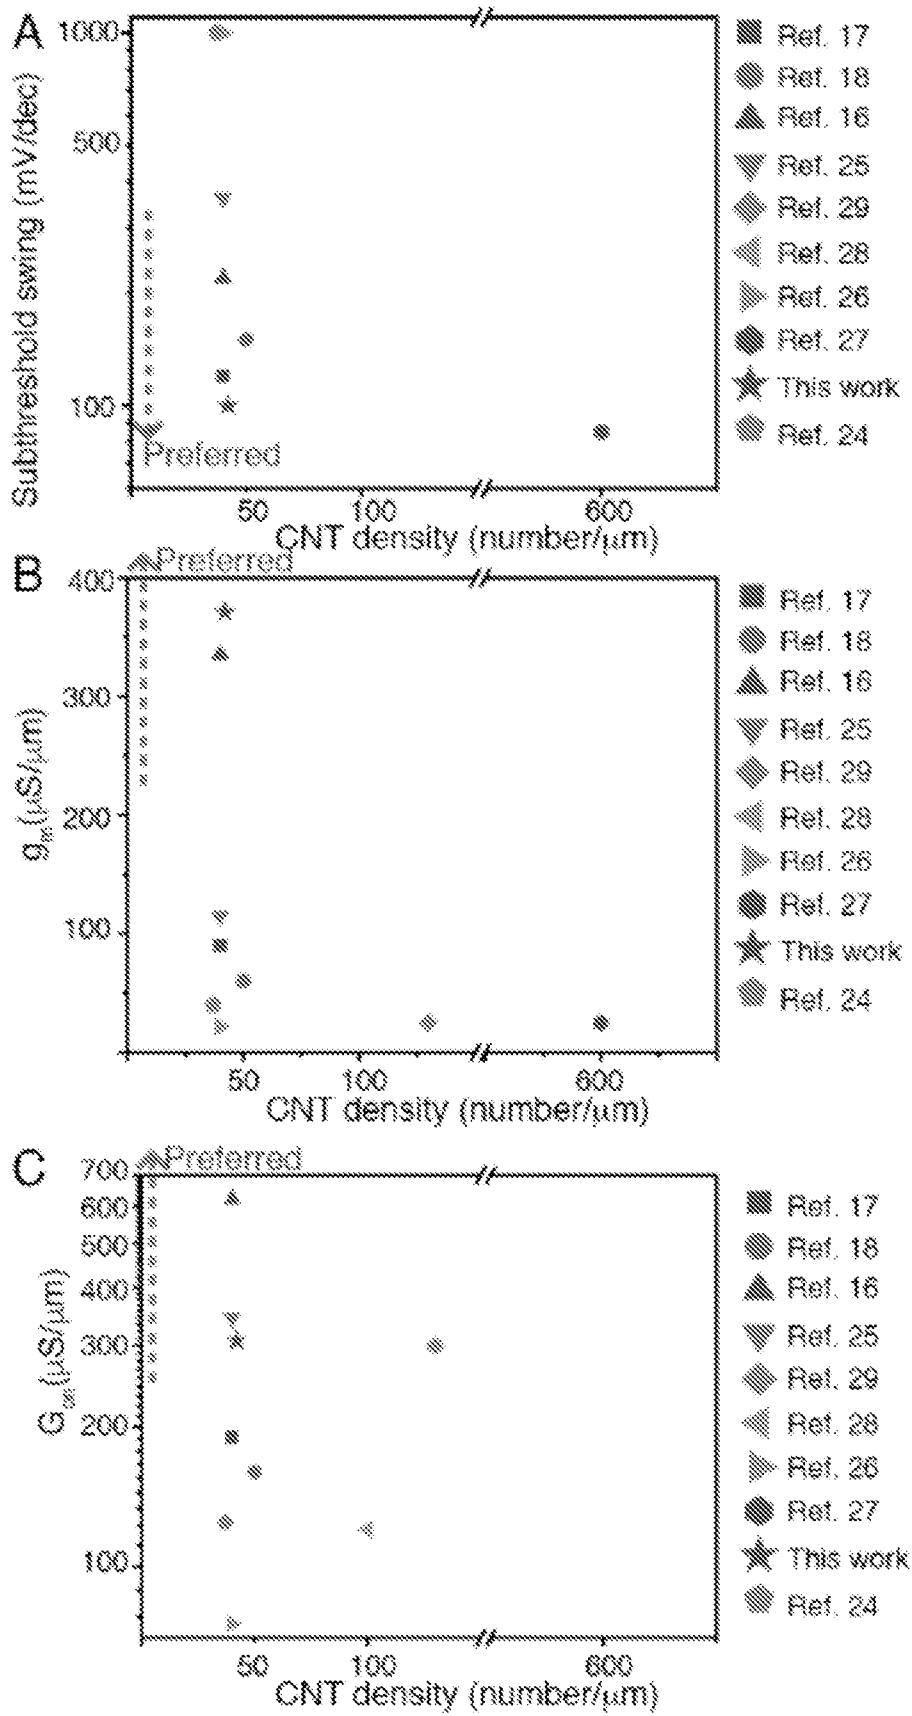 A
1000
500
100
Subthreshold swing (mV/dec)
Preferred
50 100 600
CNT density (number/μm)
Ref. 17
Ref. 18
Ref. 16
Ref. 25
Ref. 29
Ref. 28
Ref. 26
Ref. 27
This work
Ref. 24
B
Preferred
400
300
200
100
gm(μS/μm)
50 100 600
CNT density (number/μm)
Ref. 17
Ref. 18
Ref. 16
Ref. 25
Ref. 29
Ref. 28
Ref. 26
Ref. 27
This work
Ref. 24
C
Preferred
700
600
500
400
300
200
100
Gon(μS/μm)
50 100 600
CNT density (number/μm)
Ref. 17
Ref. 18
Ref. 16
Ref. 25
Ref. 29
Ref. 28
Ref. 26
Ref. 27
This work
Ref. 24